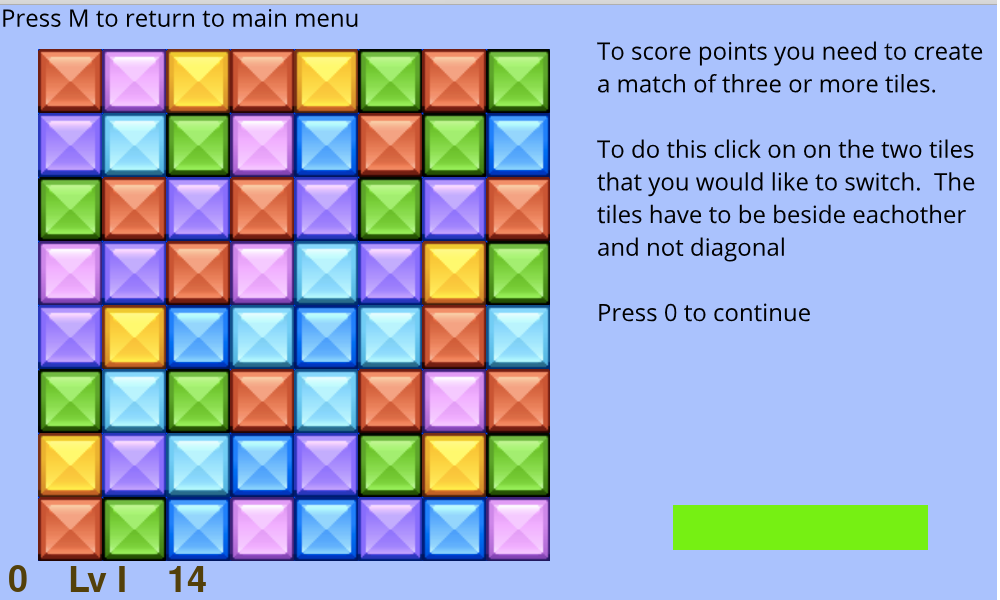 Press M to return to main menu
To score points you need to create
a match of three or more tiles.
To do this click on on the two tiles
that you would like to switch.  The
tiles have to be beside eachother
and not diagonal
Press 0 to continue
0 Lv I 14